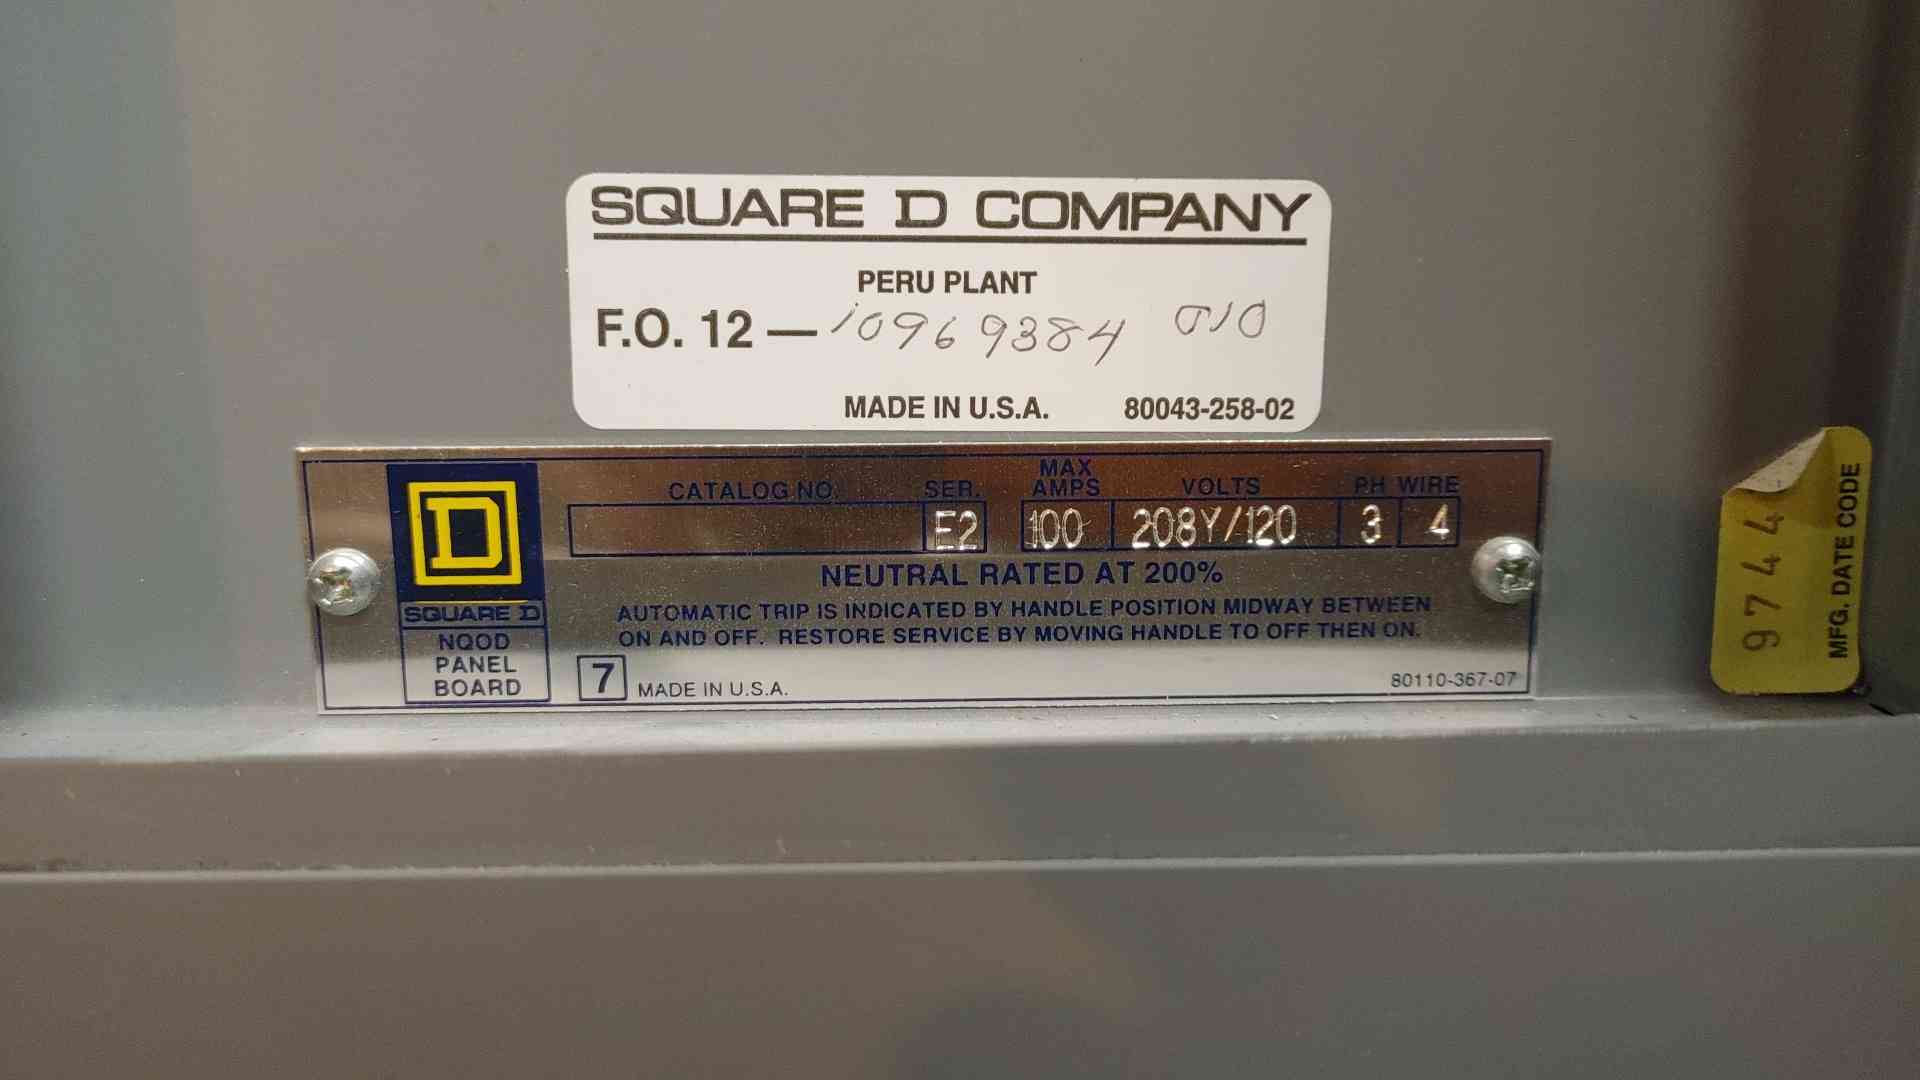 SQUARE D COMPANY
PERU PLANT
F.O. 12 — 10969384 010
MADE IN U.S.A. 80043-258-02
D
SQUARE D
NQOD
PANEL
BOARD
CATALOG NO. SER. MAX AMPS VOLTS PH WIRE
E2 100 208Y/120 3 4
NEUTRAL RATED AT 200%
AUTOMATIC TRIP IS INDICATED BY HANDLE POSITION MIDWAY BETWEEN
ON AND OFF. RESTORE SERVICE BY MOVING HANDLE TO OFF THEN ON.
7 MADE IN U.S.A. 80110-367-07
9744
MFG. DATE CODE